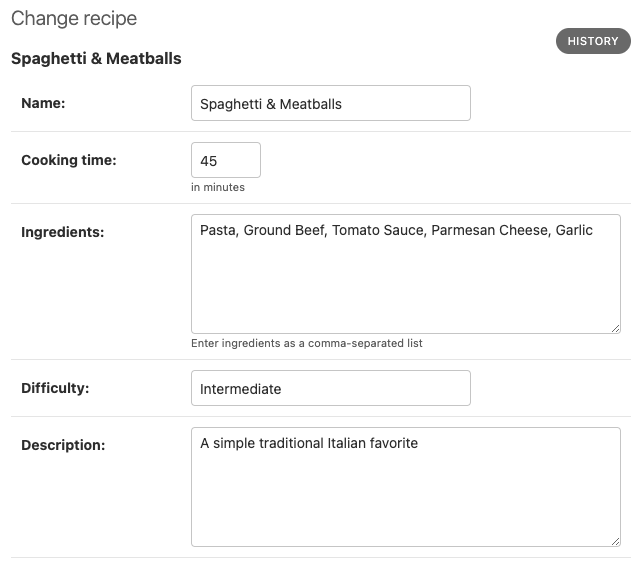 Change recipe
HISTORY
Spaghetti & Meatballs
Name:
Spaghetti & Meatballs
Cooking time:
45
in minutes
Ingredients:
Pasta, Ground Beef, Tomato Sauce, Parmesan Cheese, Garlic
Enter ingredients as a comma-separated list
Difficulty:
Intermediate
Description:
A simple traditional Italian favorite